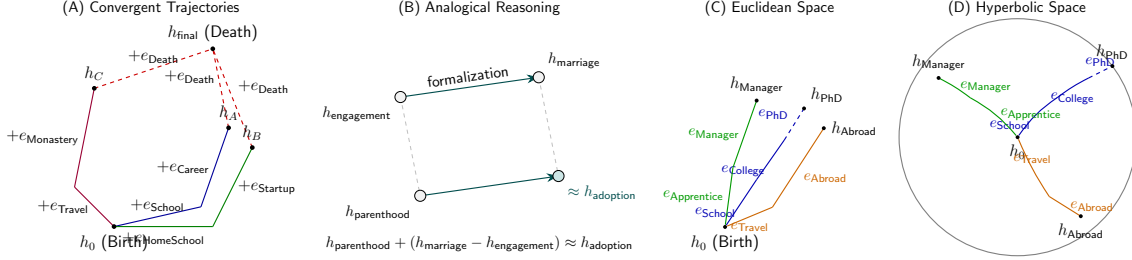 (A) Convergent Trajectories
h_final (Death)
+e_Death
+e_Death
+e_Death
h_C
h_A
h_B
+e_Monastery
+e_Career
+e_Startup
+e_Travel
+e_School
+e_HomeSchool
h_0 (Birth)
(B) Analogical Reasoning
h_marriage
formalization
h_engagement
≈ h_adoption
h_parenthood
h_parenthood + (h_marriage − h_engagement) ≈ h_adoption
(C) Euclidean Space
h_Manager
h_PhD
e_PhD
h_Abroad
e_Manager
e_College
e_Abroad
e_Apprentice
e_School
e_Travel
h_0 (Birth)
(D) Hyperbolic Space
h_PhD
e_PhD
h_Manager
e_Manager
e_College
e_Apprentice
e_School
h_0
e_Travel
e_Abroad
h_Abroad